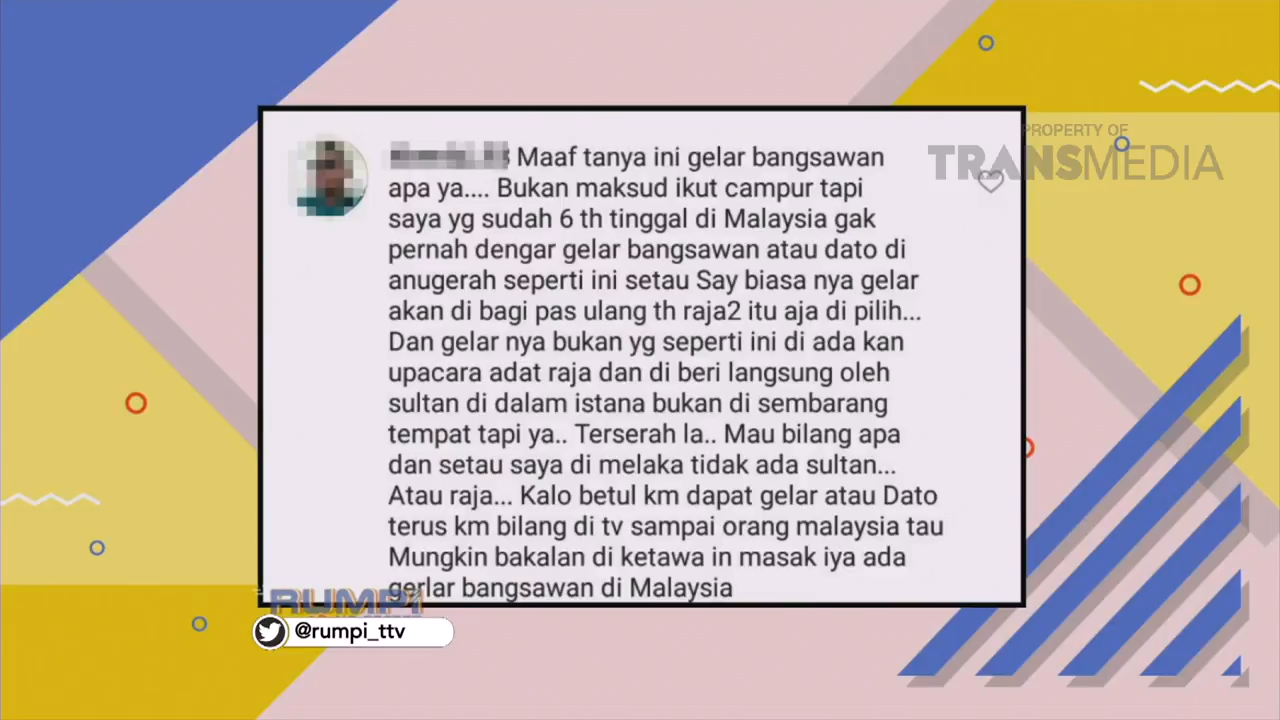 PROPERTY OF
TRANSMEDIA
Maaf tanya ini gelar bangsawan
apa ya.... Bukan maksud ikut campur tapi
saya yg sudah 6 th tinggal di Malaysia gak
pernah dengar gelar bangsawan atau dato di
anugerah seperti ini setau Say biasa nya gelar
akan di bagi pas ulang th raja2 itu aja di pilih...
Dan gelar nya bukan yg seperti ini di ada kan
upacara adat raja dan di beri langsung oleh
sultan di dalam istana bukan di sembarang
tempat tapi ya.. Terserah la.. Mau bilang apa
dan setau saya di melaka tidak ada sultan...
Atau raja... Kalo betul km dapat gelar atau Dato
terus km bilang di tv sampai orang malaysia tau
Mungkin bakalan di ketawa in masak iya ada
gerlar bangsawan di Malaysia
RUMPI
@rumpi_ttv